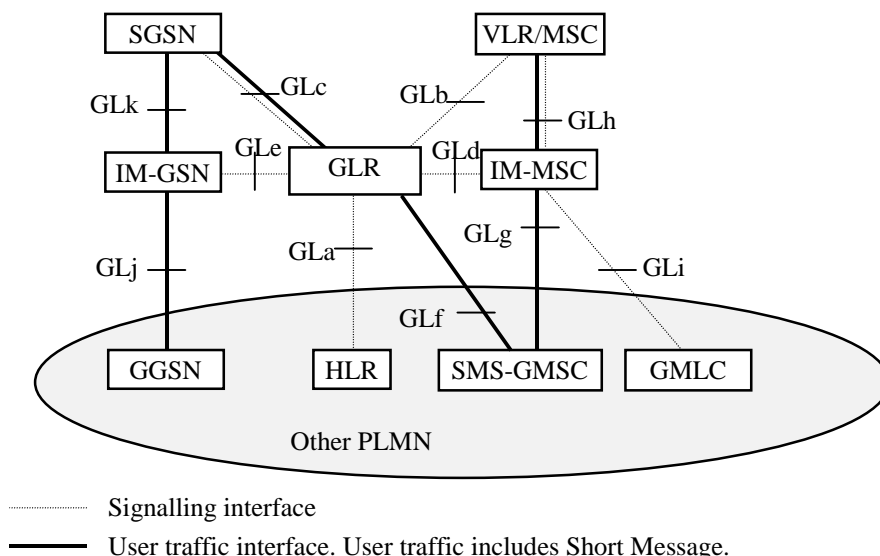 SGSN
VLR/MSC
GLc
GLb
GLk
GLh
GLe
GLd
IM-GSN
GLR
IM-MSC
GLa
GLg
GLj
GLi
GLf
GGSN
HLR
SMS-GMSC
GMLC
Other PLMN
Signalling interface
User traffic interface. User traffic includes Short Message.